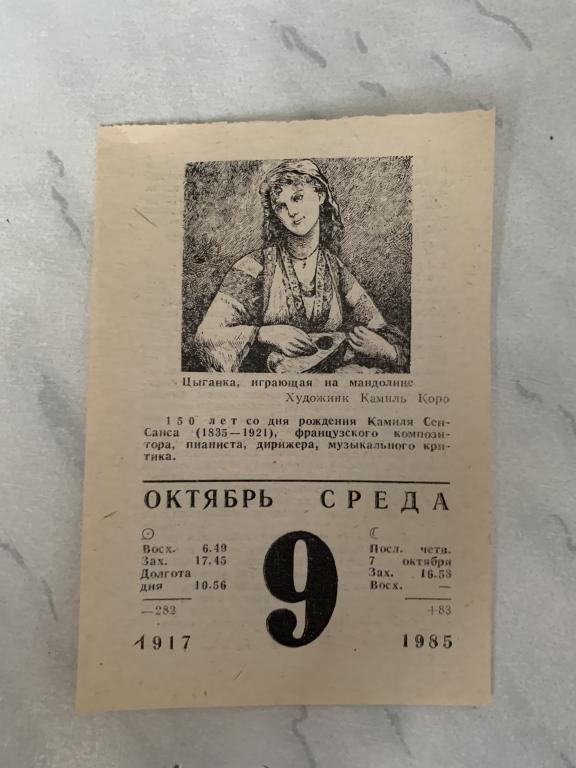 Цыганка, играющая на мандолине
Художник Камиль Коро
150 лет со дня рождения Камиля Сен-
Санса (1835—1921), французского компози-
тора, пианиста, дирижера, музыкального кри-
тика.
ОКТЯБРЬ СРЕДА
Восх. 6.49
Зах. 17.45
Долгота
дня 10.56
—282
1917
9
Посл. четв.
7 октября
Зах. 16.53
Восх. —
+83
1985